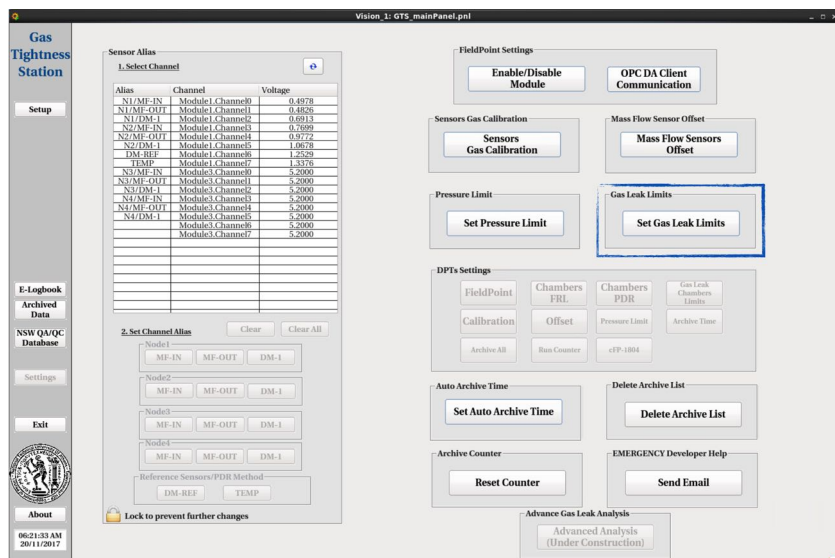 Vision_1: GTS_mainPanel.pnl
Gas
Tightness
Station
Setup
E-Logbook
Archived
Data
NSW QA/QC
Database
Settings
Exit
About
06:21:33 AM
20/11/2017
Sensor Alias
1. Select Channel
Alias Channel Voltage
N1/MF-IN Module1.Channel0 0.4978
N1/MF-OUT Module1.Channel1 0.4826
N1/DM-1 Module1.Channel2 0.6913
N2/MF-IN Module1.Channel3 0.7699
N2/MF-OUT Module1.Channel4 0.9772
N2/DM-1 Module1.Channel5 1.0678
DM-REF Module1.Channel6 1.2529
TEMP Module1.Channel7 1.3376
N3/MF-IN Module3.Channel0 5.2000
N3/MF-OUT Module3.Channel1 5.2000
N3/DM-1 Module3.Channel2 5.2000
N4/MF-IN Module3.Channel3 5.2000
N4/MF-OUT Module3.Channel4 5.2000
N4/DM-1 Module3.Channel5 5.2000
Module3.Channel6 5.2000
Module3.Channel7 5.2000
2. Set Channel Alias Clear Clear All
Node1
MF-IN MF-OUT DM-1
Node2
MF-IN MF-OUT DM-1
Node3
MF-IN MF-OUT DM-1
Node4
MF-IN MF-OUT DM-1
Reference Sensors/PDR Method
DM-REF TEMP
Lock to prevent further changes
FieldPoint Settings
Enable/Disable
Module
OPC DA Client
Communication
Sensors Gas Calibration
Sensors
Gas Calibration
Mass Flow Sensor Offset
Mass Flow Sensors
Offset
Pressure Limit
Set Pressure Limit
Gas Leak Limits
Set Gas Leak Limits
DPTs Settings
FieldPoint
Chambers
FRL
Chambers
PDR
Gas Leak
Chambers
Limits
Calibration Offset Pressure Limit Archive Time
Archive All Run Counter cFP-1804
Auto Archive Time
Set Auto Archive Time
Delete Archive List
Delete Archive List
Archive Counter
Reset Counter
EMERGENCY Developer Help
Send Email
Advance Gas Leak Analysis
Advanced Analysis
(Under Construction)